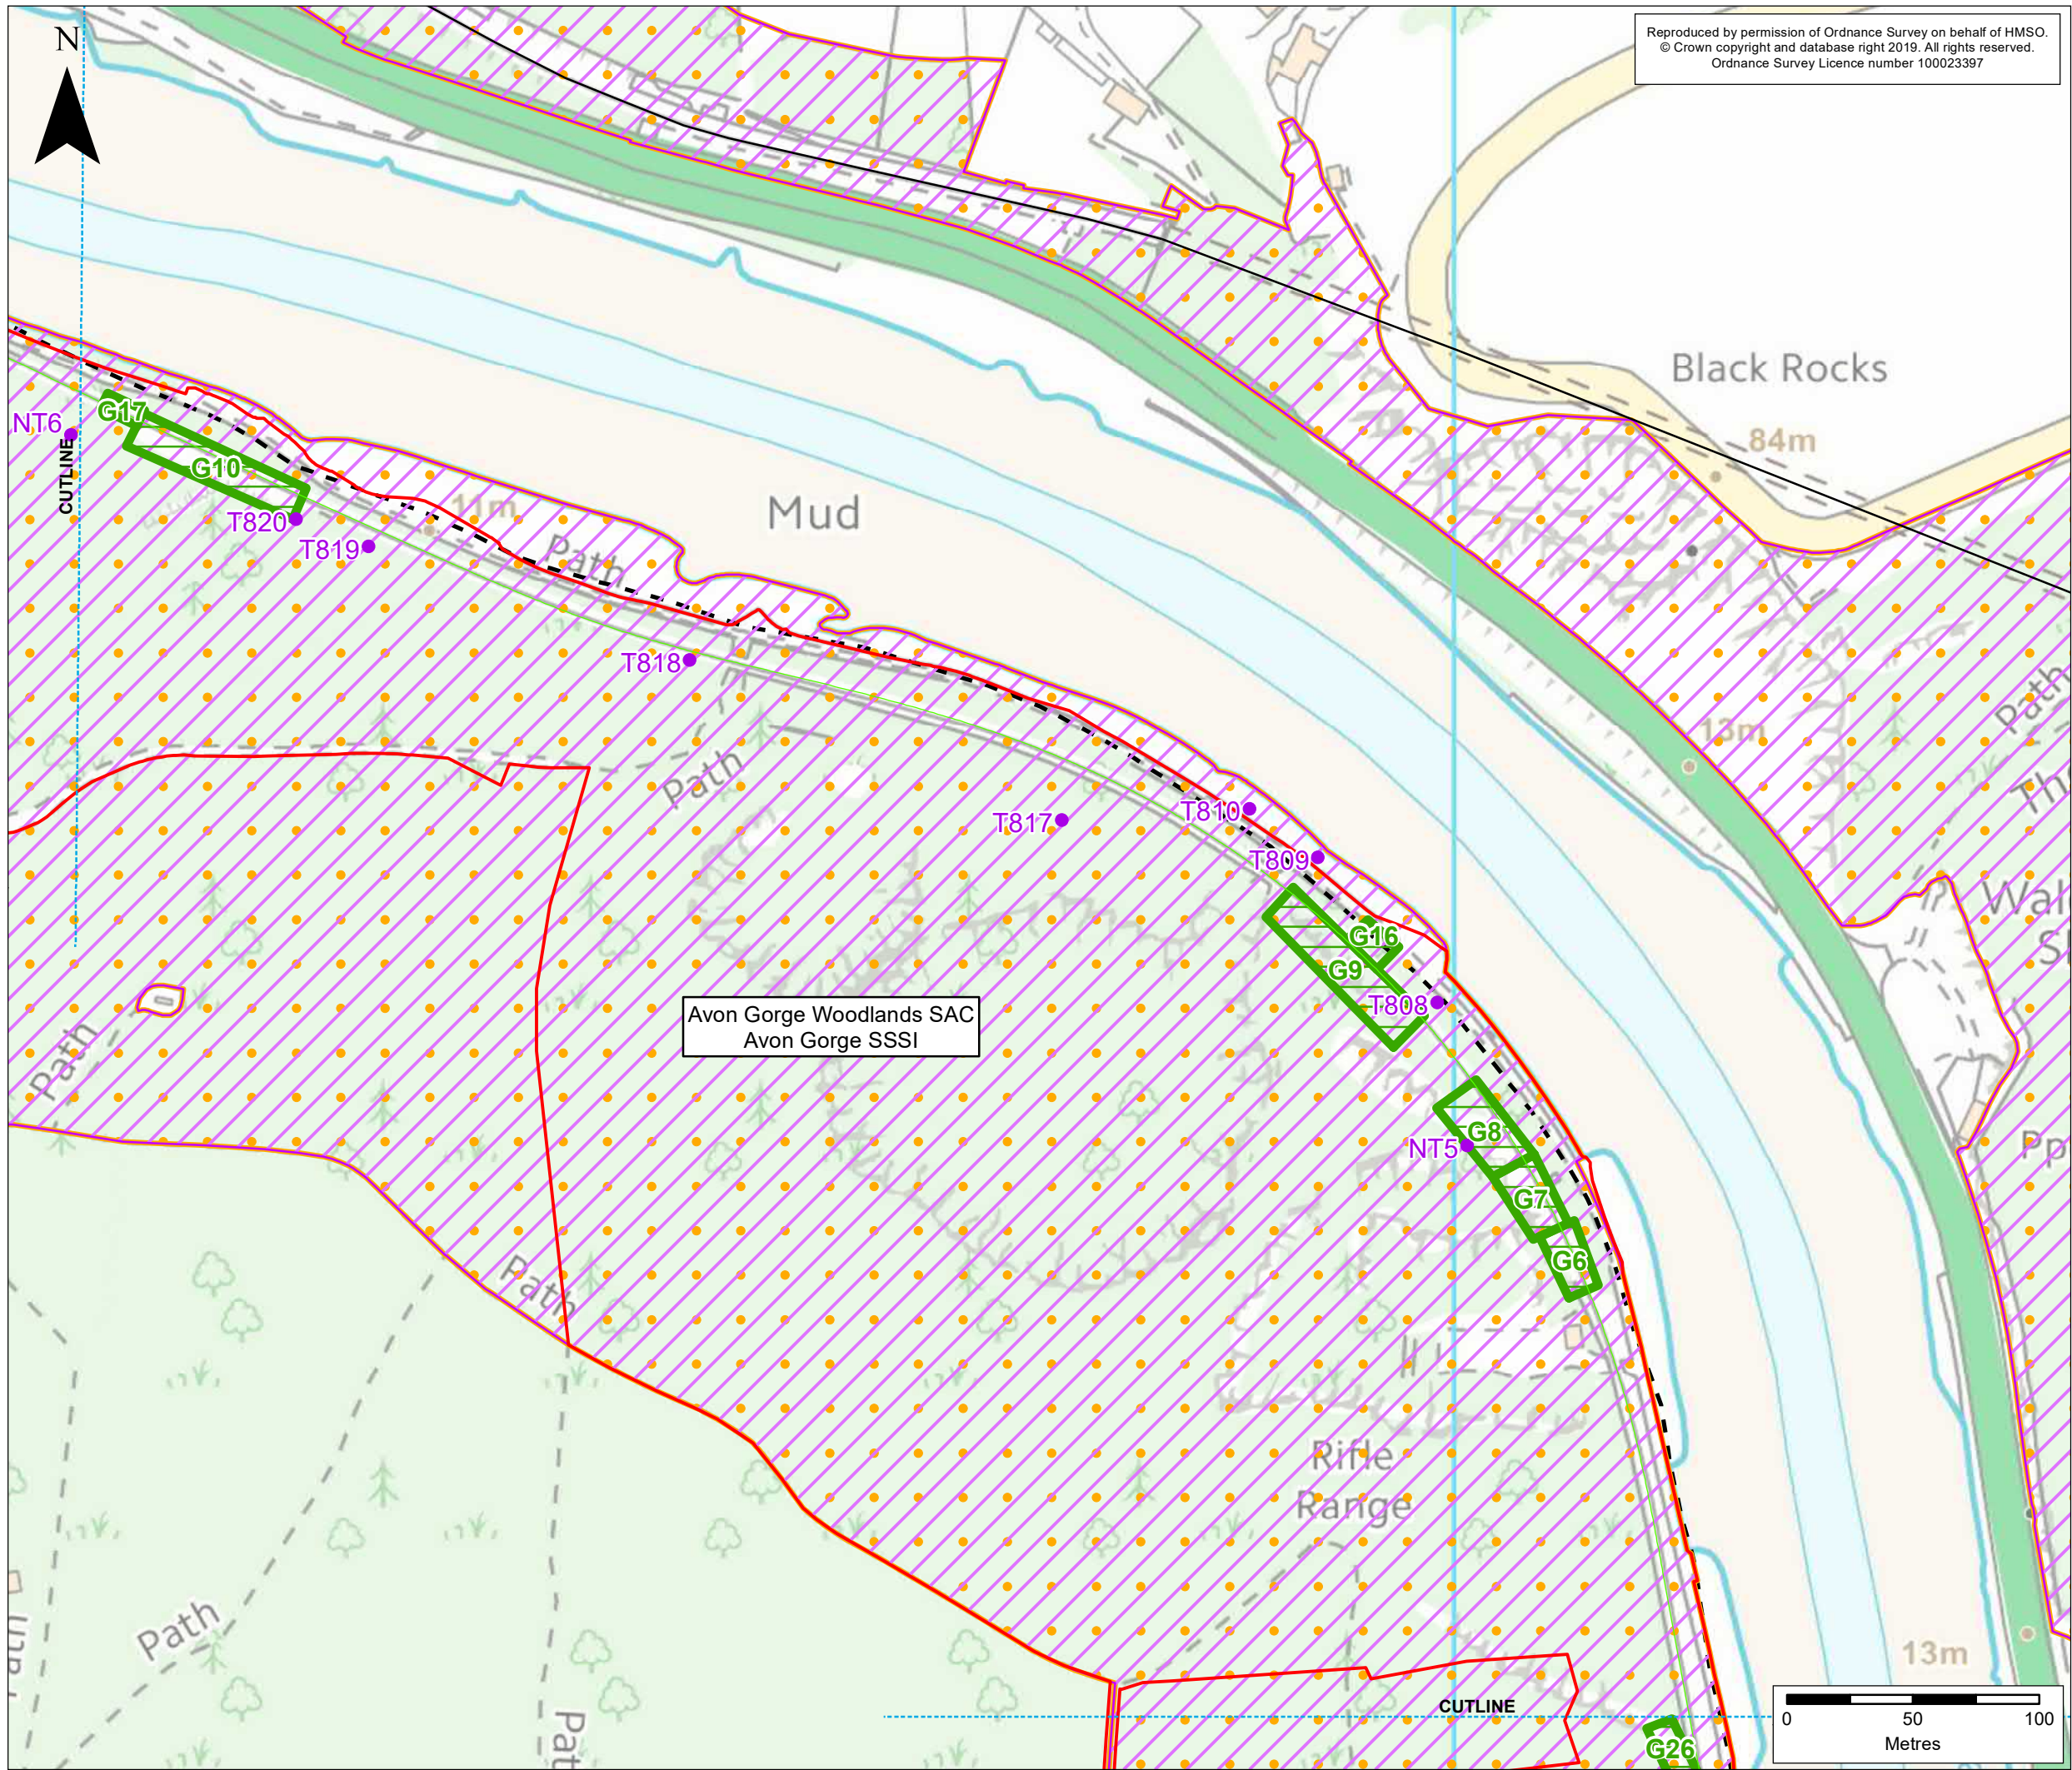 N
Reproduced by permission of Ordnance Survey on behalf of HMSO.
© Crown copyright and database right 2019. All rights reserved.
Ordnance Survey Licence number 100023397
Black Rocks
84m
G17
NT6
CUTLINE
G10
T820
T819
11m
Path
Mud
T818
Path
13m
Path
T817
T810
T809
G16
G9
T808
Avon Gorge Woodlands SAC
Avon Gorge SSSI
Path
G8
NT5
G7
G6
Path
Rifle
Range
Path
13m
CUTLINE
G26
0 50 100
Metres